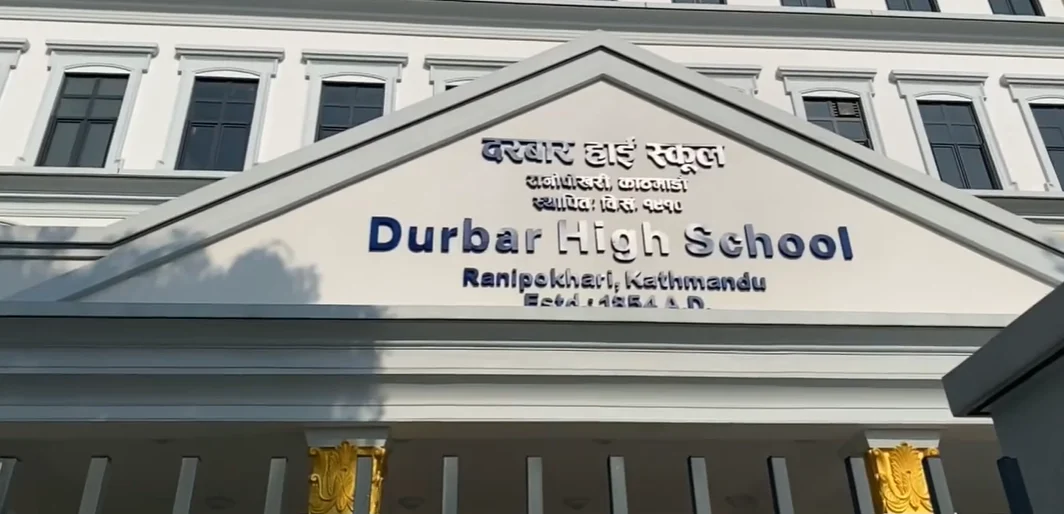 दरबार हाई स्कूल
रानीपोखरी, काठमाडौं
स्थापित: वि.सं. १९१०
Durbar High School
Ranipokhari, Kathmandu
Estd.: 1854 A.D.